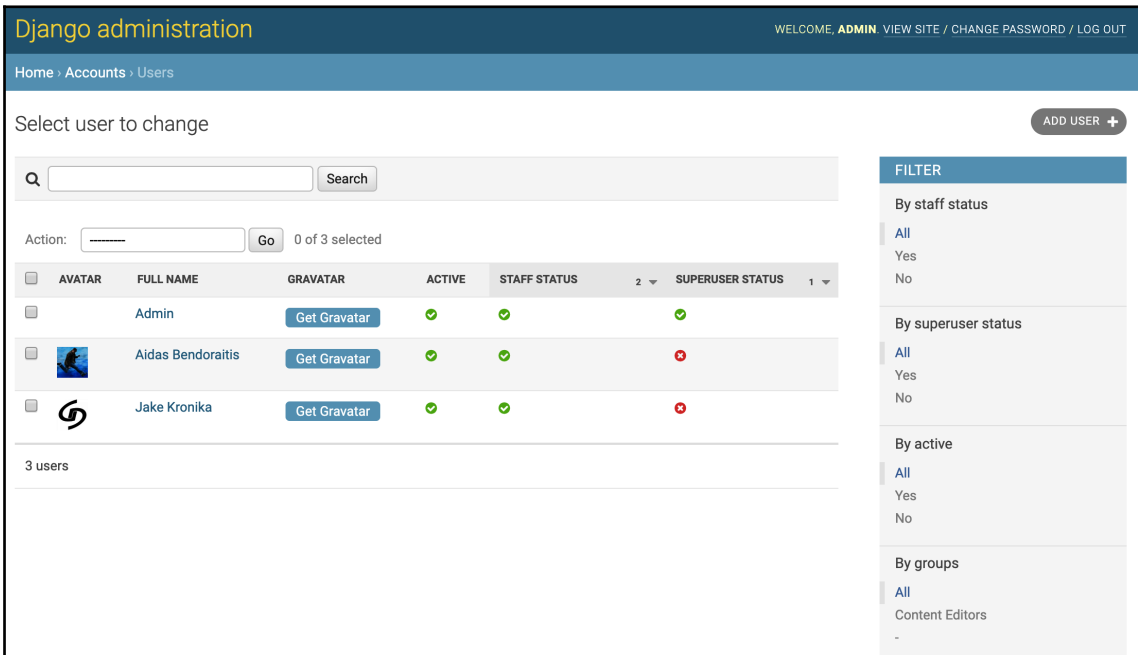 Django administration
WELCOME, ADMIN. VIEW SITE / CHANGE PASSWORD / LOG OUT
Home › Accounts › Users
Select user to change
ADD USER +
Search
Action: --------- Go 0 of 3 selected
AVATAR FULL NAME GRAVATAR ACTIVE STAFF STATUS 2 SUPERUSER STATUS 1
Admin Get Gravatar
Aidas Bendoraitis Get Gravatar
Jake Kronika Get Gravatar
3 users
FILTER
By staff status
All
Yes
No
By superuser status
All
Yes
No
By active
All
Yes
No
By groups
All
Content Editors
-